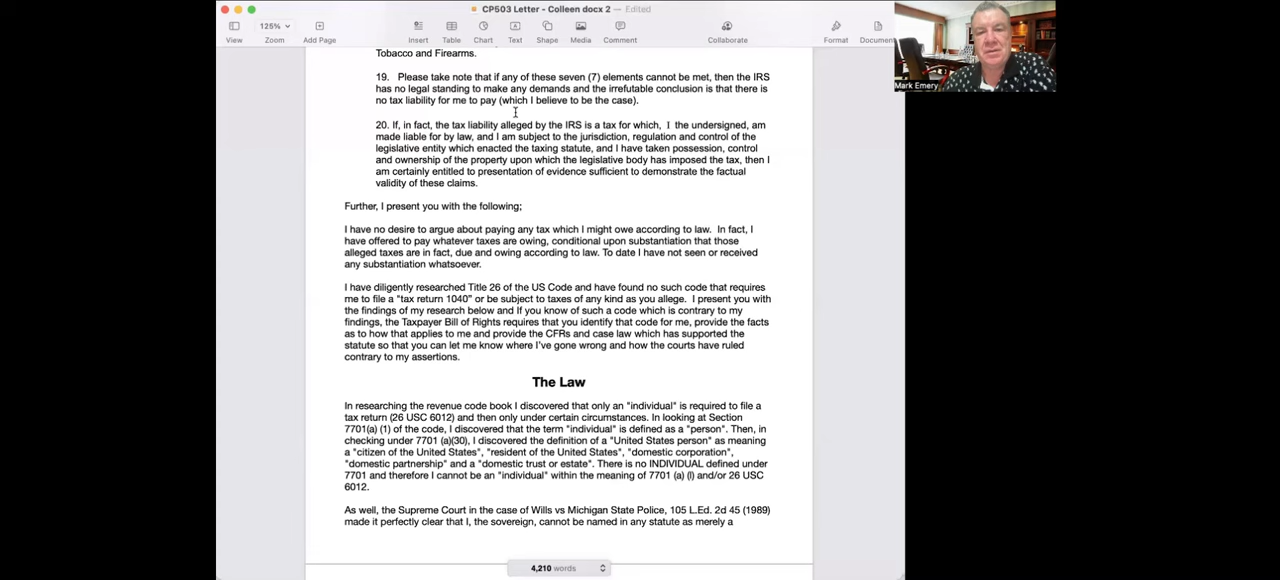 CP503 Letter - Colleen docx 2 — Edited
125%
View
Zoom
Add Page
Insert
Table
Chart
Text
Shape
Media
Comment
Collaborate
Format
Document
Mark Emery
Tobacco and Firearms.
19. Please take note that if any of these seven (7) elements cannot be met, then the IRS
has no legal standing to make any demands and the irrefutable conclusion is that there is
no tax liability for me to pay (which I believe to be the case).
20. If, in fact, the tax liability alleged by the IRS is a tax for which, I the undersigned, am
made liable for by law, and I am subject to the jurisdiction, regulation and control of the
legislative entity which enacted the taxing statute, and I have taken possession, control
and ownership of the property upon which the legislative body has imposed the tax, then I
am certainly entitled to presentation of evidence sufficient to demonstrate the factual
validity of these claims.
Further, I present you with the following;
I have no desire to argue about paying any tax which I might owe according to law. In fact, I
have offered to pay whatever taxes are owing, conditional upon substantiation that those
alleged taxes are in fact, due and owing according to law. To date I have not seen or received
any substantiation whatsoever.
I have diligently researched Title 26 of the US Code and have found no such code that requires
me to file a "tax return 1040" or be subject to taxes of any kind as you allege. I present you with
the findings of my research below and If you know of such a code which is contrary to my
findings, the Taxpayer Bill of Rights requires that you identify that code for me, provide the facts
as to how that applies to me and provide the CFRs and case law which has supported the
statute so that you can let me know where I've gone wrong and how the courts have ruled
contrary to my assertions.
The Law
In researching the revenue code book I discovered that only an "individual" is required to file a
tax return (26 USC 6012) and then only under certain circumstances. In looking at Section
7701(a) (1) of the code, I discovered that the term "individual" is defined as a "person". Then, in
checking under 7701 (a)(30), I discovered the definition of a "United States person" as meaning
a "citizen of the United States", "resident of the United States", "domestic corporation",
"domestic partnership" and a "domestic trust or estate". There is no INDIVIDUAL defined under
7701 and therefore I cannot be an "individual" within the meaning of 7701 (a) (l) and/or 26 USC
6012.
As well, the Supreme Court in the case of Wills vs Michigan State Police, 105 L.Ed. 2d 45 (1989)
made it perfectly clear that I, the sovereign, cannot be named in any statute as merely a
4,210 words